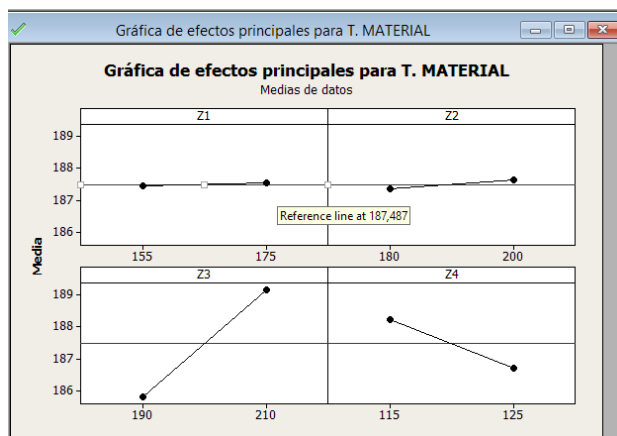 Gráfica de efectos principales para T. MATERIAL
Gráfica de efectos principales para T. MATERIAL
Medias de datos
Z1 Z2
189
188
187
186
Reference line at 187,487
155 175 180 200
Media
Z3 Z4
189
188
187
186
190 210 115 125